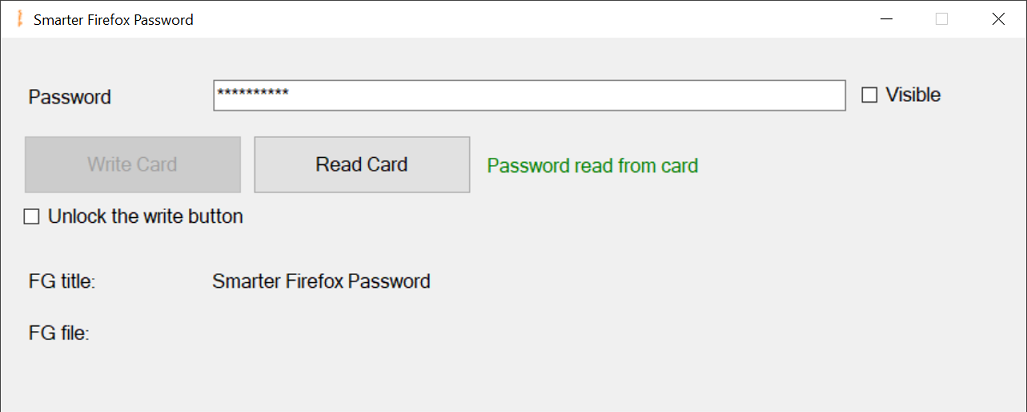 Smarter Firefox Password
Password ********** Visible
Write Card Read Card Password read from card
Unlock the write button
FG title: Smarter Firefox Password
FG file: